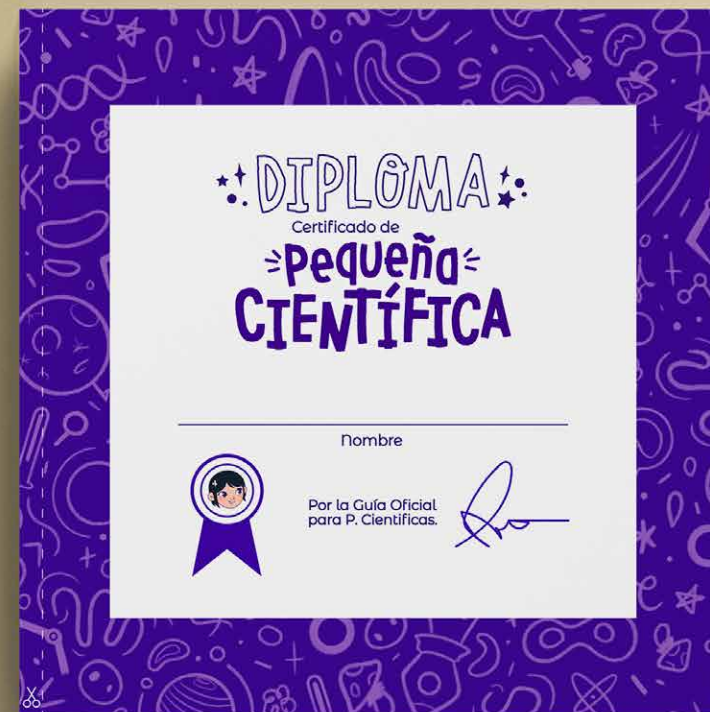 DIPLOMA
Certificado de
Pequeña
CIENTÍFICA
Nombre
Por la Guía Oficial
para P. Cientificas.